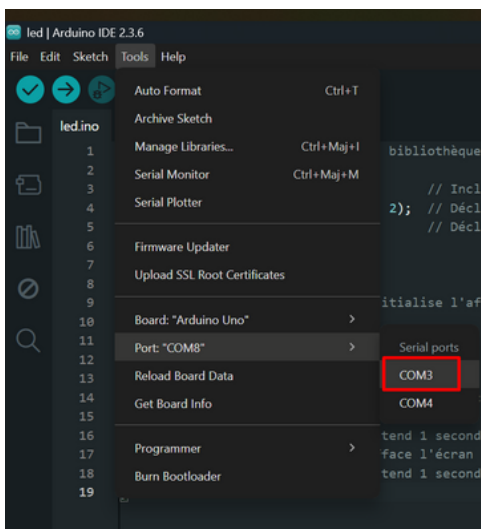 led | Arduino IDE 2.3.6
File Edit Sketch Tools Help
led.ino
Auto Format Ctrl+T
Archive Sketch
Manage Libraries... Ctrl+Maj+I
Serial Monitor Ctrl+Maj+M
Serial Plotter
Firmware Updater
Upload SSL Root Certificates
Board: "Arduino Uno"
Port: "COM8"
Reload Board Data
Get Board Info
Programmer
Burn Bootloader
Serial ports
COM3
COM4
1 bibliothèque
2
3 // Incl
4 2); // Décl
5 // Décl
6
7
8
9 itialise l'af
10
11
12
13
14
15
16 tend 1 second
17 face l'écran
18 tend 1 second
19